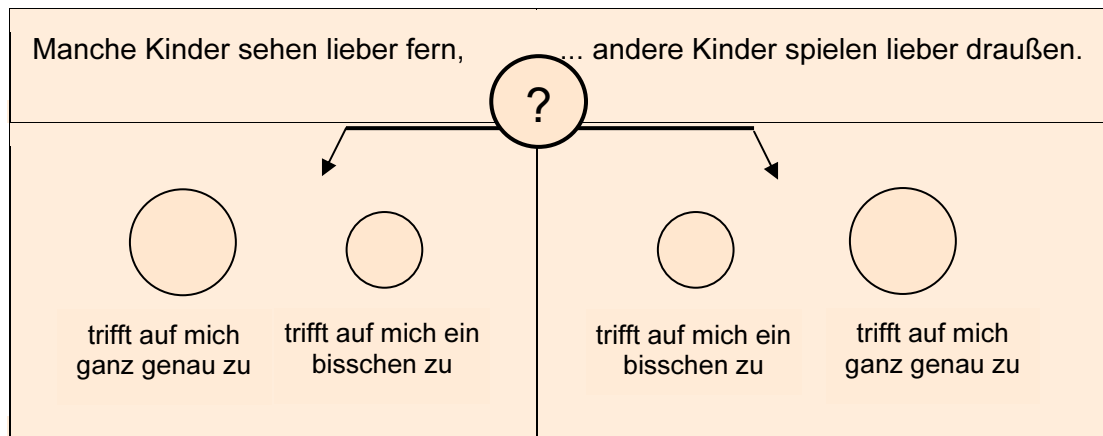 Manche Kinder sehen lieber fern,
... andere Kinder spielen lieber draußen.
?
trifft auf mich
ganz genau zu
trifft auf mich ein
bisschen zu
trifft auf mich ein
bisschen zu
trifft auf mich
ganz genau zu